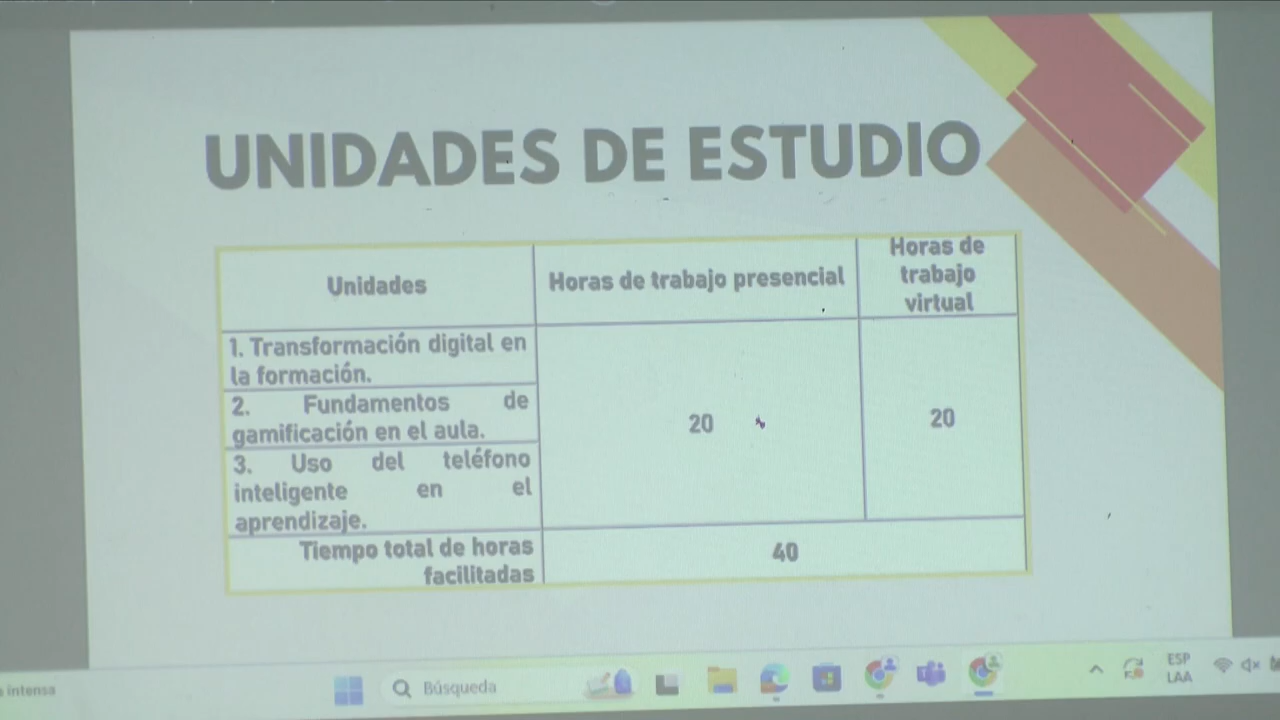 UNIDADES DE ESTUDIO
Unidades
Horas de trabajo presencial
Horas de
trabajo
virtual
1. Transformación digital en
la formación.
2. Fundamentos de
gamificación en el aula.
3. Uso del teléfono
inteligente en el
aprendizaje.
20
20
Tiempo total de horas
facilitadas
40
intensa
Búsqueda
ESP
LAA